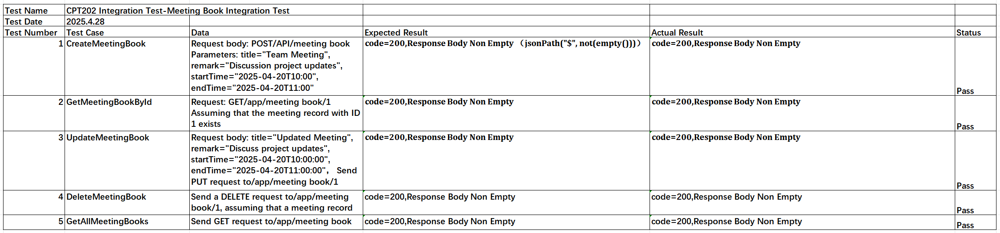 Test Name CPT202 Integration Test-Meeting Book Integration Test
Test Date 2025.4.28
Test Number Test Case Data Expected Result Actual Result Status
1 CreateMeetingBook Request body: POST/API/meeting book code=200,Response Body Non Empty （jsonPath("$", not(empty()))） code=200,Response Body Non Empty
Parameters: title="Team Meeting",
remark="Discussion project updates",
startTime="2025-04-20T10:00",
endTime="2025-04-20T11:00"
Pass
2 GetMeetingBookById Request: GET/app/meeting book/1 code=200,Response Body Non Empty code=200,Response Body Non Empty
Assuming that the meeting record with ID
1 exists
Pass
3 UpdateMeetingBook Request body: title="Updated Meeting", code=200,Response Body Non Empty code=200,Response Body Non Empty
remark="Discuss project updates",
startTime="2025-04-20T10:00:00",
endTime="2025-04-20T11:00:00"， Send
PUT request to/app/meeting book/1
Pass
4 DeleteMeetingBook Send a DELETE request to/app/meeting code=200,Response Body Non Empty code=200,Response Body Non Empty
book/1, assuming that a meeting record
Pass
5 GetAllMeetingBooks Send GET request to/app/meeting book code=200,Response Body Non Empty code=200,Response Body Non Empty
Pass